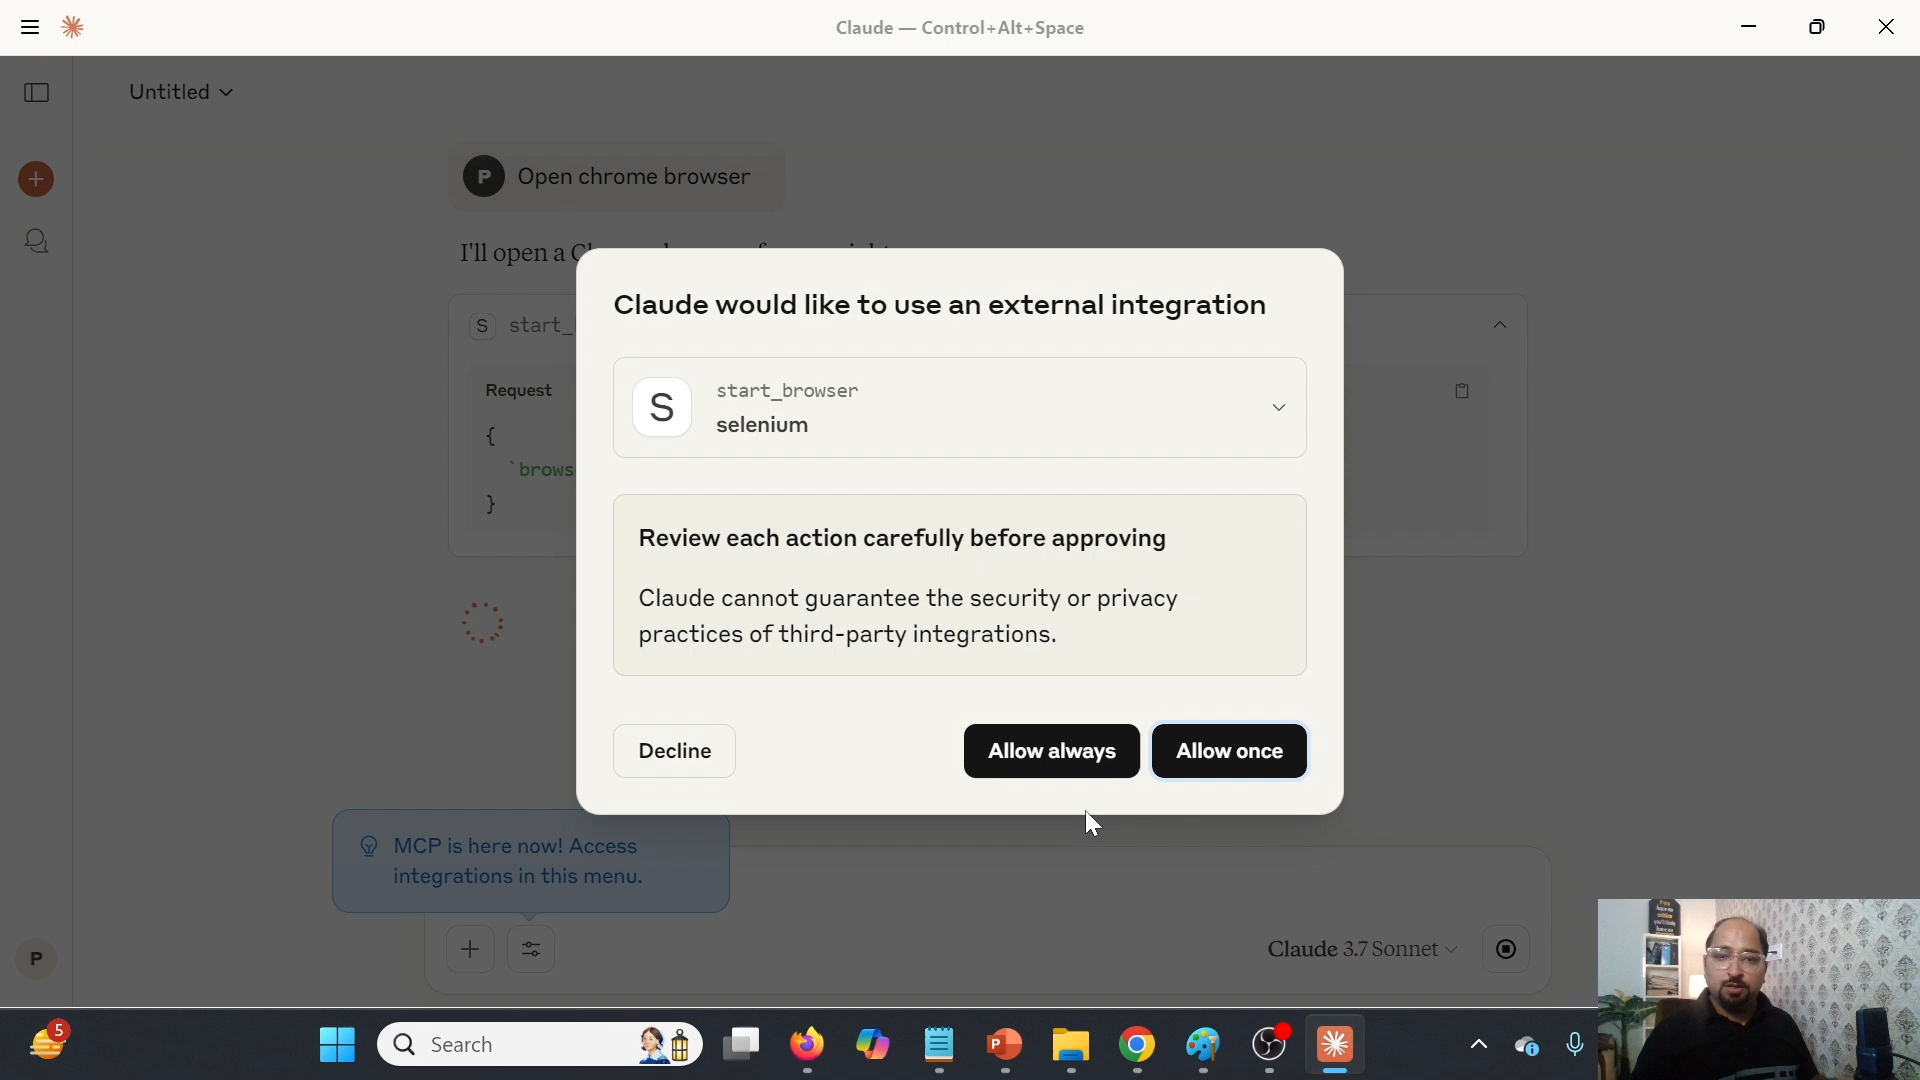 Claude — Control+Alt+Space
Untitled
P
Open chrome browser
I'll open a
S start_
Request
{
`brows
}
Claude would like to use an external integration
S
start_browser
selenium
Review each action carefully before approving
Claude cannot guarantee the security or privacy
practices of third-party integrations.
Decline
Allow always
Allow once
MCP is here now! Access
integrations in this menu.
Claude 3.7 Sonnet
P
5
Search
P